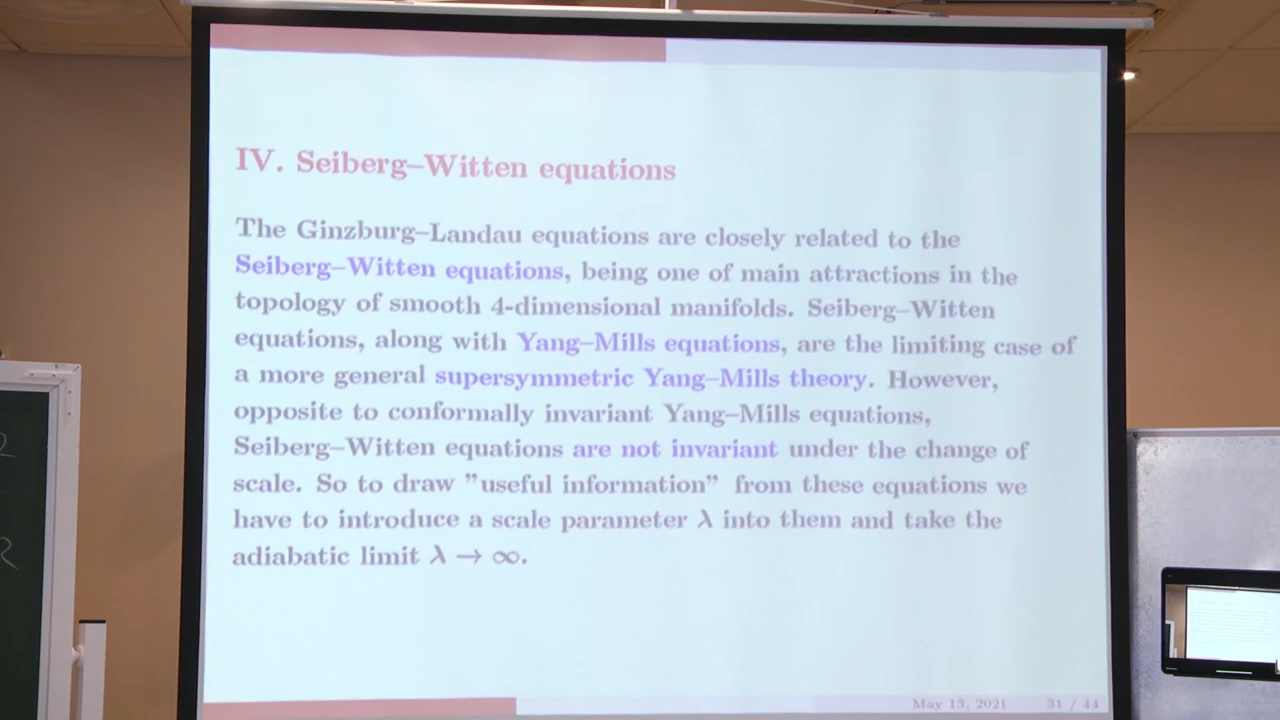 IV. Seiberg–Witten equations
The Ginzburg–Landau equations are closely related to the
Seiberg–Witten equations, being one of main attractions in the
topology of smooth 4-dimensional manifolds. Seiberg–Witten
equations, along with Yang–Mills equations, are the limiting case of
a more general supersymmetric Yang–Mills theory. However,
opposite to conformally invariant Yang–Mills equations,
Seiberg–Witten equations are not invariant under the change of
scale. So to draw ”useful information” from these equations we
have to introduce a scale parameter λ into them and take the
adiabatic limit λ → ∞.
May 13, 2021 31 / 44
2
R